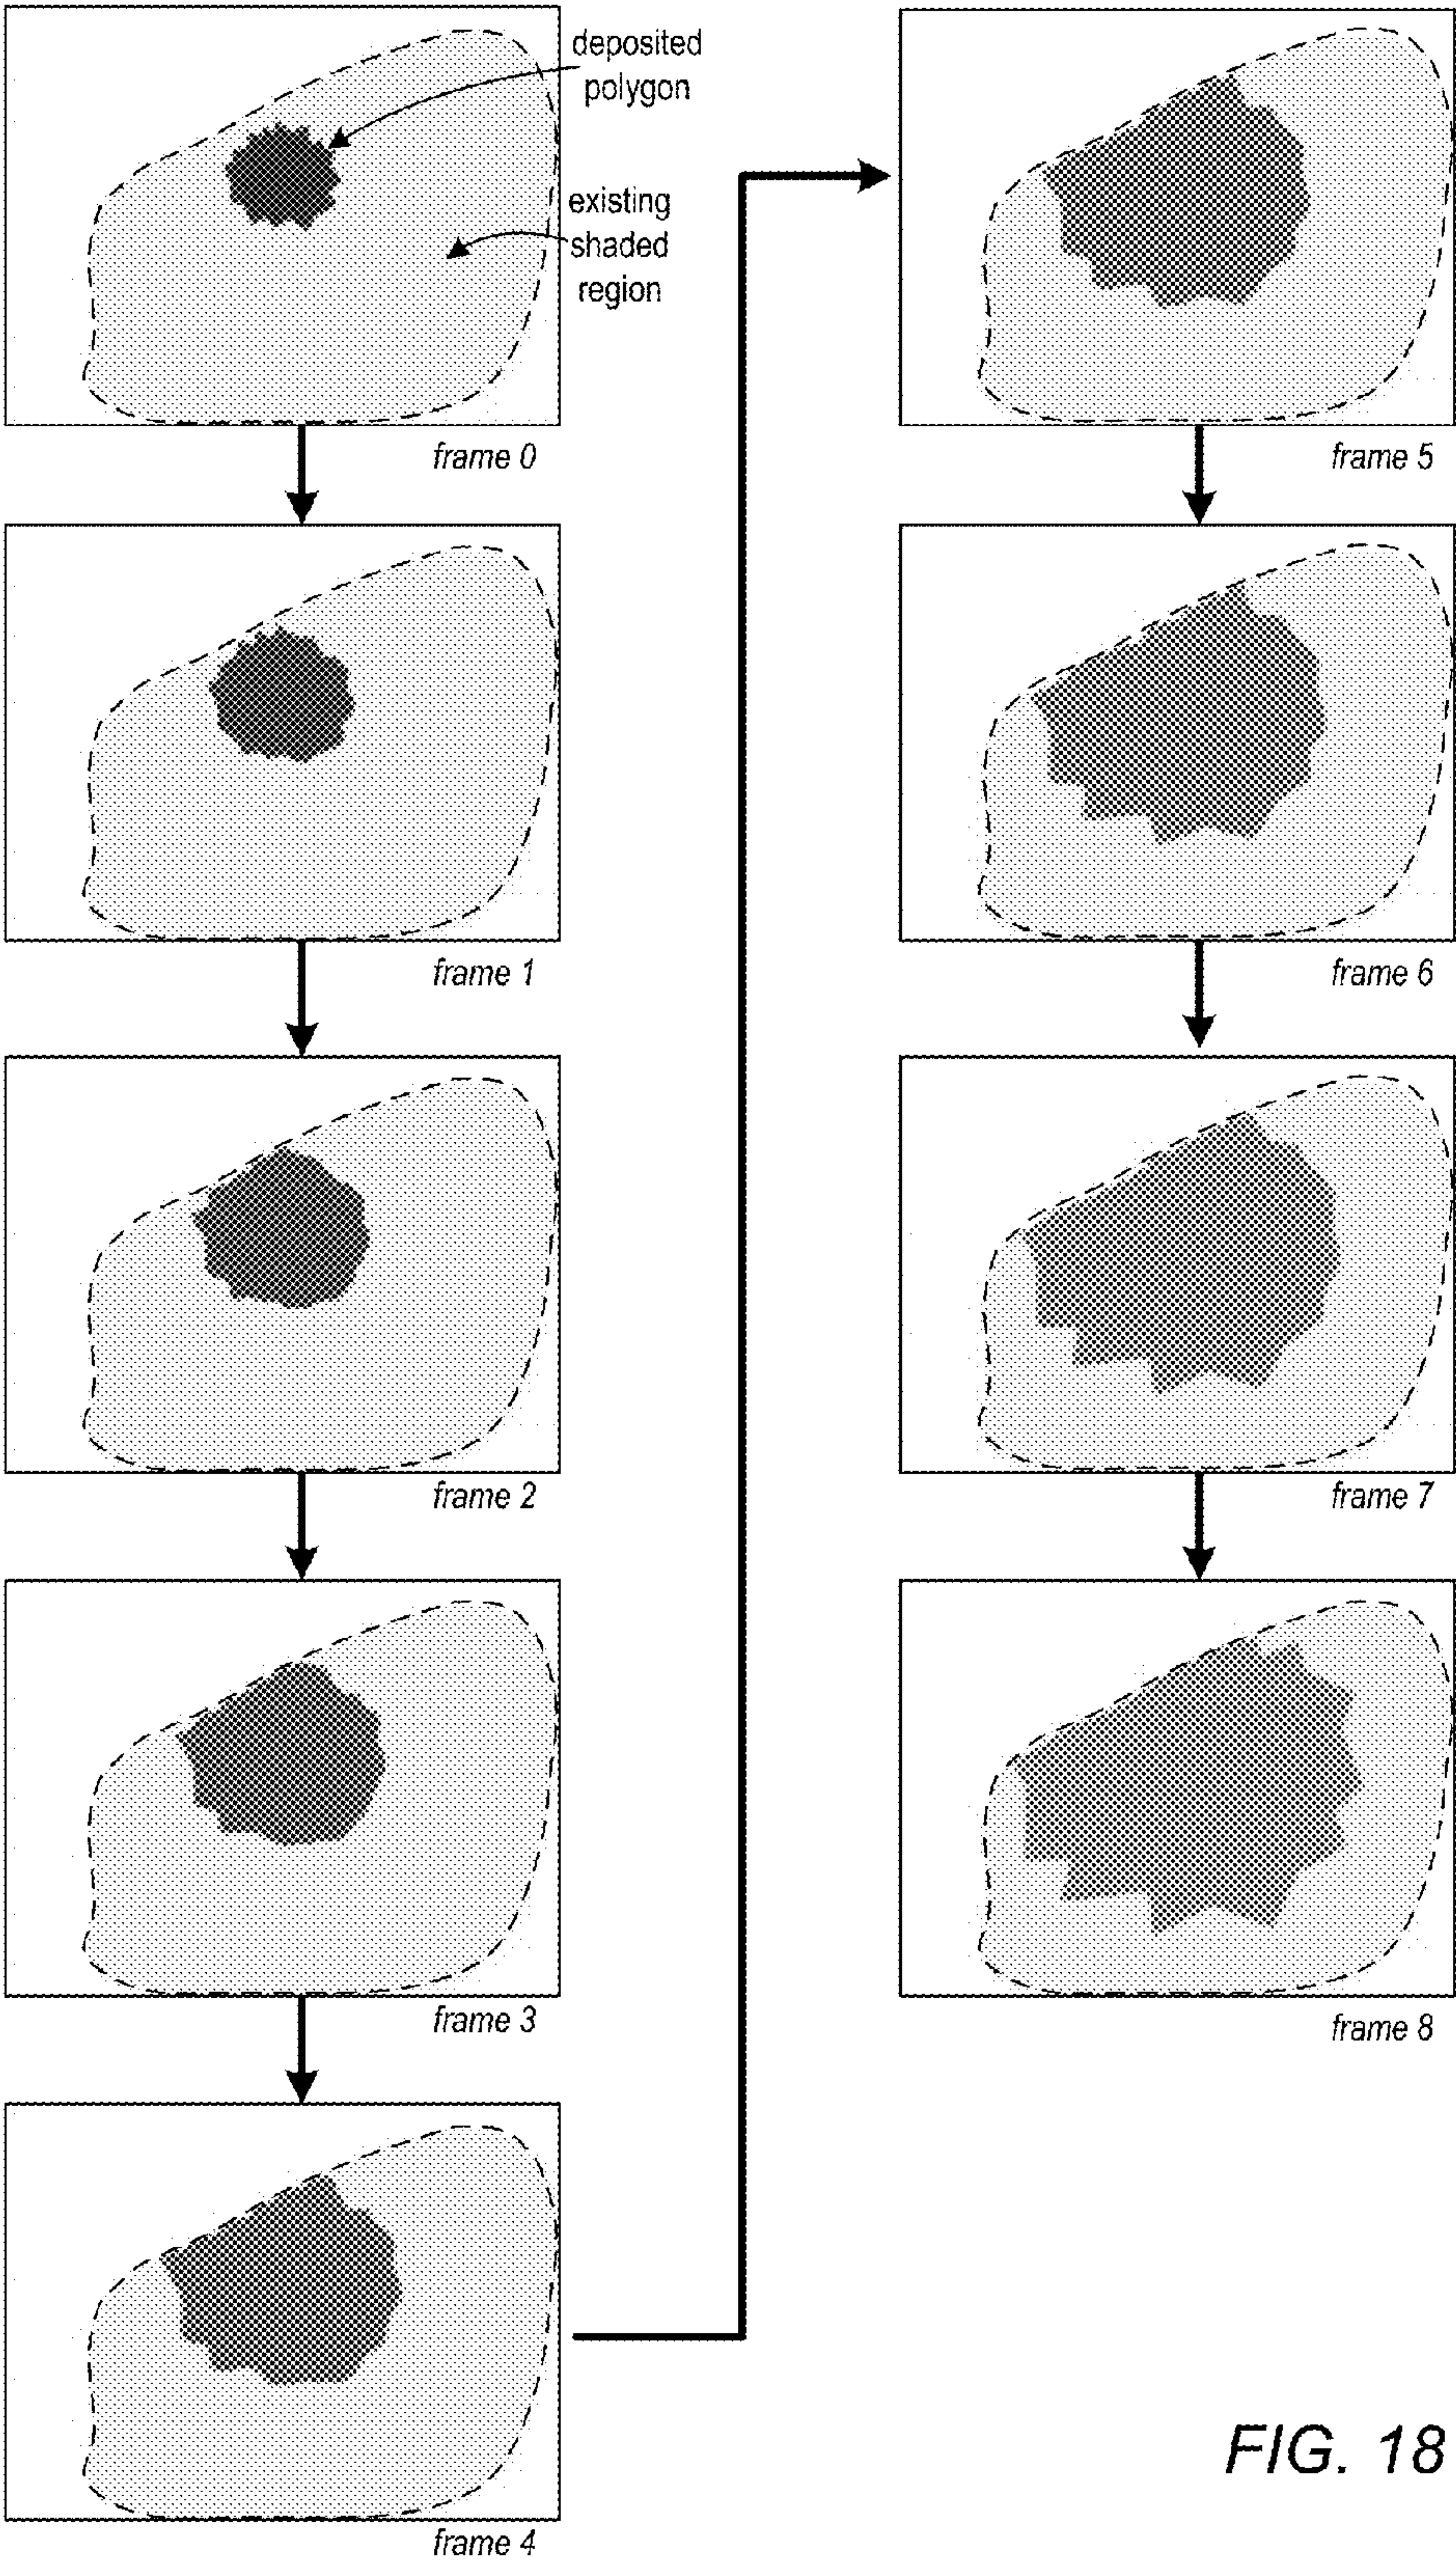 deposited
polygon
existing
shaded
region
frame 0
frame 1
frame 2
frame 3
frame 4
frame 5
frame 6
frame 7
frame 8
FIG. 18